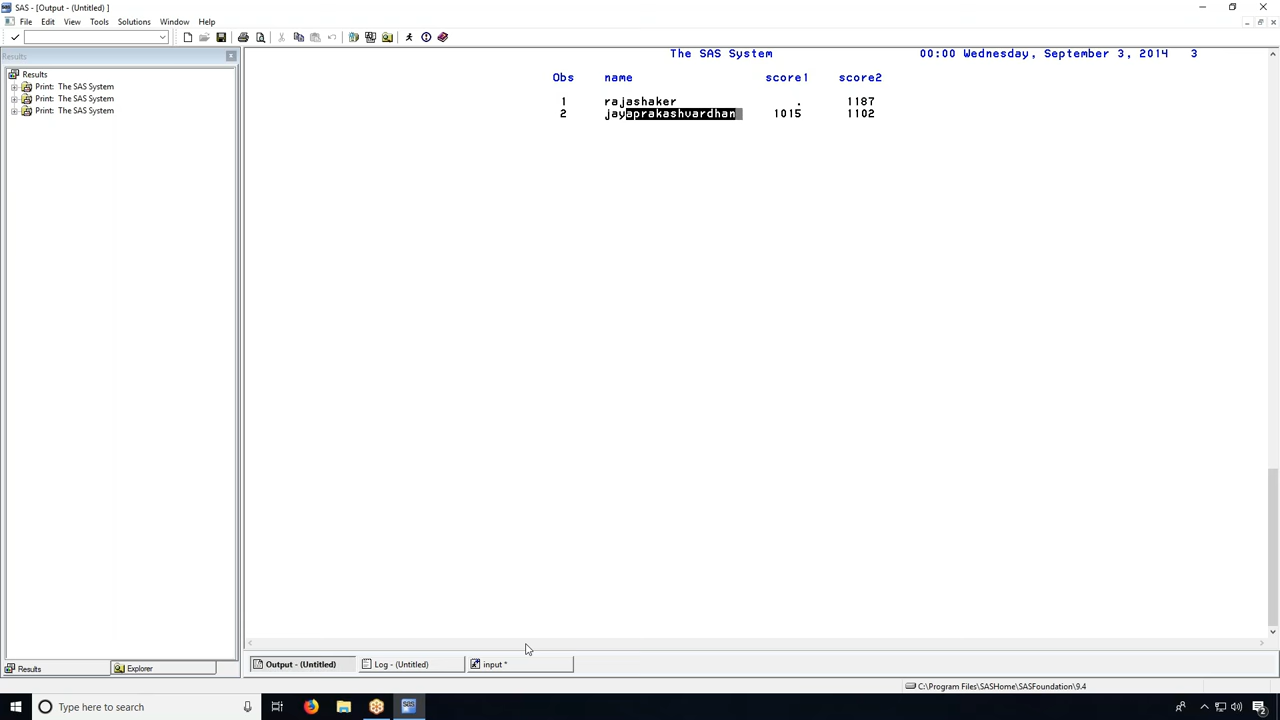 SAS - [Output - (Untitled) ]
File Edit View Tools Solutions Window Help
Results
Results
Print: The SAS System
Print: The SAS System
Print: The SAS System
The SAS System 00:00 Wednesday, September 3, 2014 3
Obs name score1 score2
1 rajashaker . 1187
2 jayaprakashvardhan 1015 1102
Results Explorer
Output - (Untitled) Log - (Untitled) input *
C:\Program Files\SASHome\SASFoundation\9.4
Type here to search
SAS
2